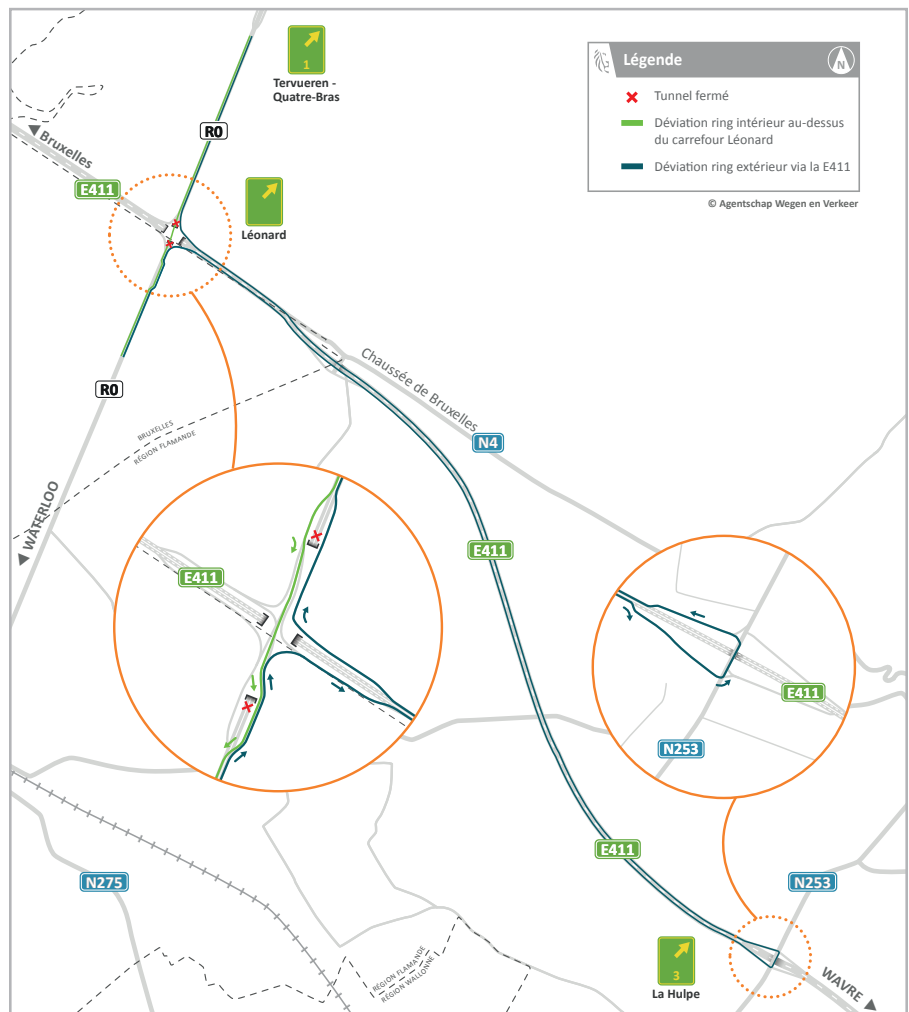 1
Tervueren -
Quatre-Bras
Légende
N
Tunnel fermé
Déviation ring intérieur au-dessus
du carrefour Léonard
Déviation ring extérieur via la E411
© Agentschap Wegen en Verkeer
R0
Bruxelles
E411
Léonard
R0
Chaussée de Bruxelles
N4
BRUXELLES
RÉGION FLAMANDE
WATERLOO
E411
E411
E411
N253
E411
N275
N253
RÉGION FLAMANDE
RÉGION WALLONNE
3
La Hulpe
WAVRE